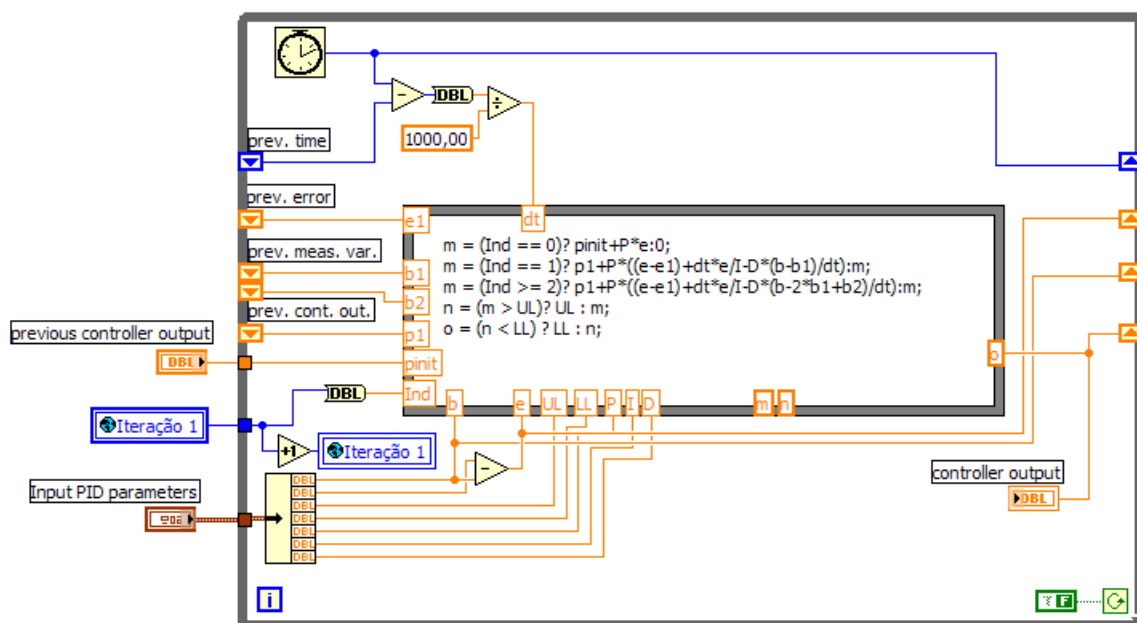 DBL
1000,00
prev. time
prev. error
e1
dt
m = (Ind == 0)? pinit+P*e:0;
m = (Ind == 1)? p1+P*((e-e1)+dt*e/I-D*(b-b1)/dt):m;
m = (Ind >= 2)? p1+P*((e-e1)+dt*e/I-D*(b-2*b1+b2)/dt):m;
n = (m > UL)? UL : m;
o = (n < LL) ? LL : n;
prev. meas. var.
b1
b2
prev. cont. out.
p1
previous controller output
DBL
pinit
o
DBL
Ind
b e UL LL P I D m n
Iteração 1
+1
Iteração 1
Input PID parameters
DBL
DBL
DBL
DBL
DBL
DBL
DBL
controller output
DBL
i
F